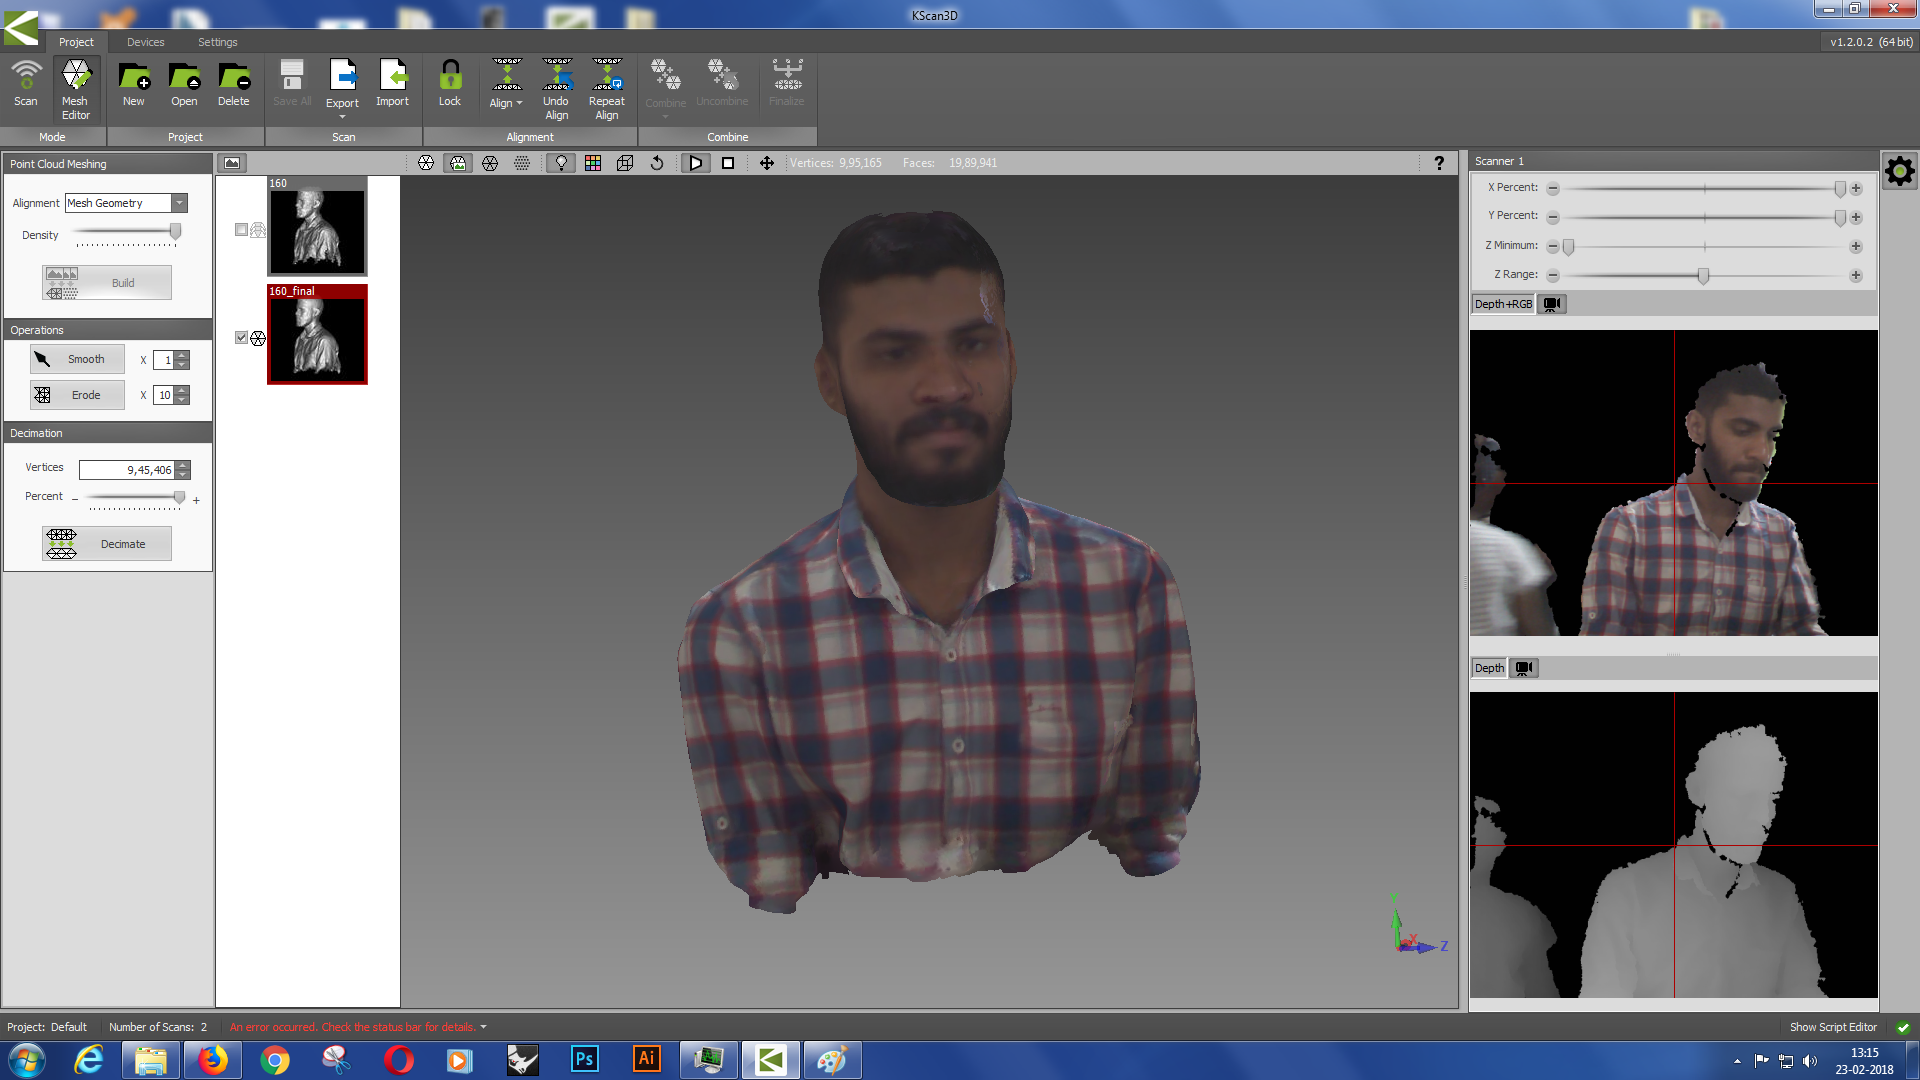 KScan3D
Project Devices Settings
v1.2.0.2 (64 bit)
Scan Mesh Editor New Open Delete Save All Export Import Lock Align Undo Align Repeat Align Combine Uncombine Finalize
Mode Project Scan Alignment Combine
Point Cloud Meshing
Alignment Mesh Geometry
Density
Build
Operations
Smooth X 1
Erode X 10
Decimation
Vertices 9,45,406
Percent - +
Decimate
160
160_final
Vertices: 9,95,165 Faces: 19,89,941
?
Y
X
Z
Scanner 1
X Percent:
Y Percent:
Z Minimum:
Z Range:
Depth+RGB
Depth
Project: Default Number of Scans: 2 An error occurred. Check the status bar for details.
Show Script Editor
Ps
Ai
13:15
23-02-2018